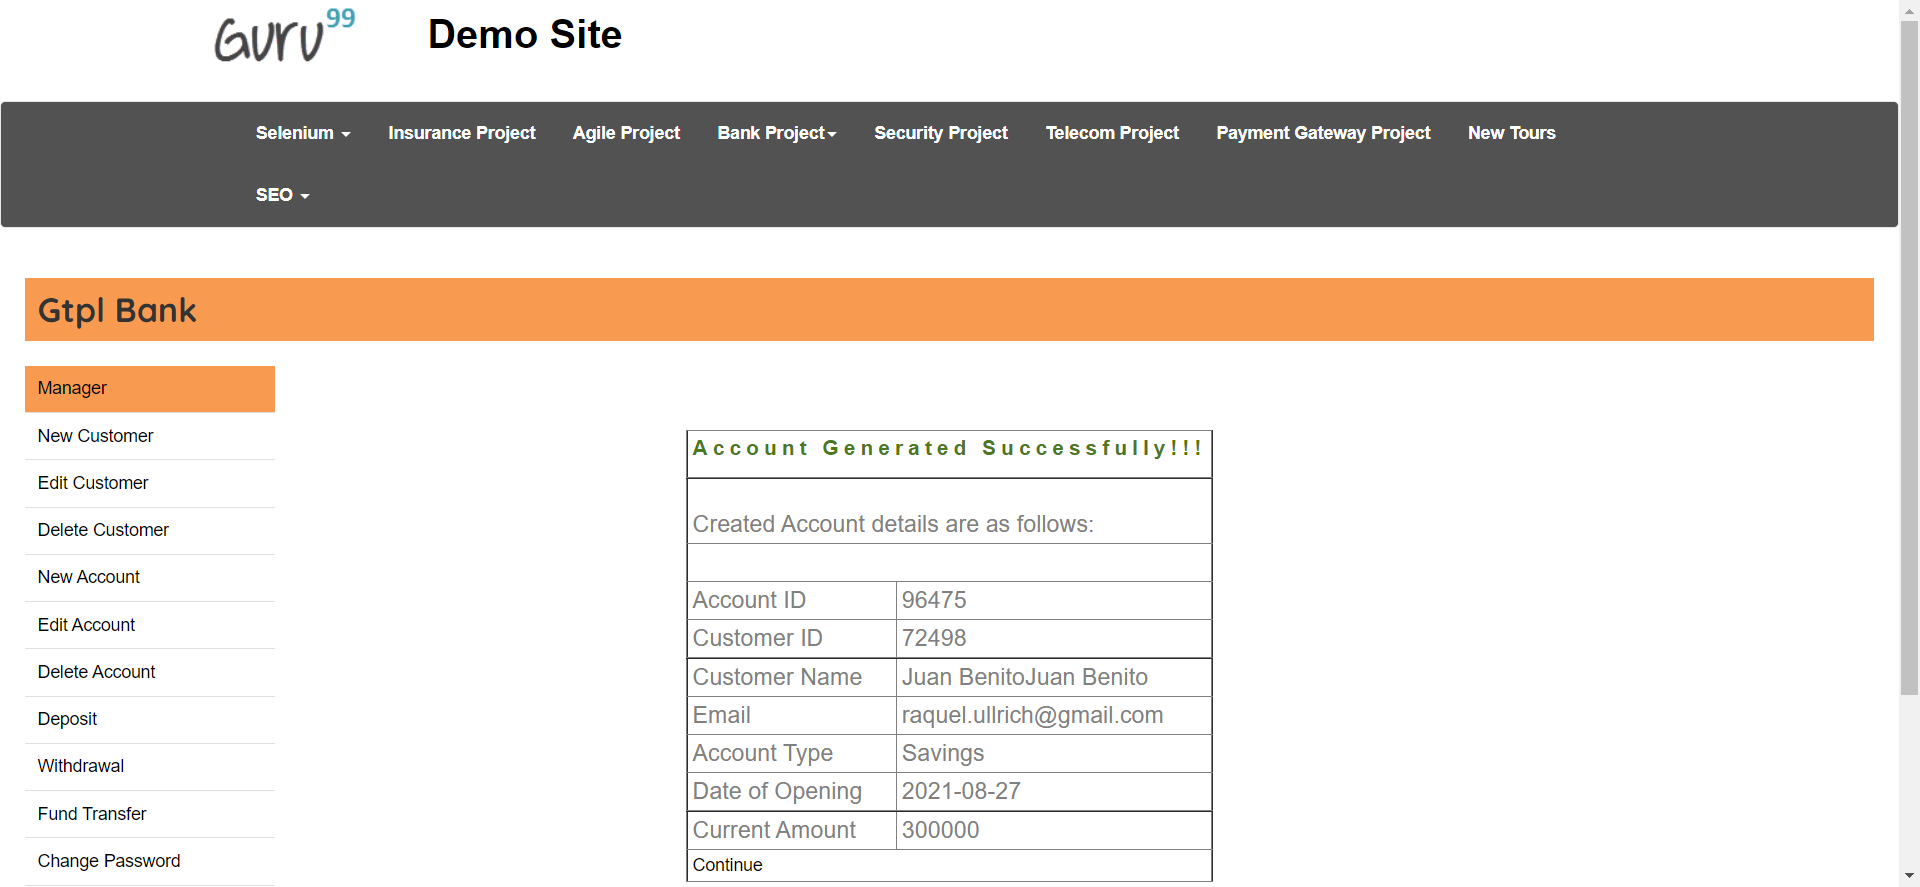 Guru99
Demo Site
Selenium Insurance Project Agile Project Bank Project Security Project Telecom Project Payment Gateway Project New Tours
SEO
Gtpl Bank
Manager
New Customer
Edit Customer
Delete Customer
New Account
Edit Account
Delete Account
Deposit
Withdrawal
Fund Transfer
Change Password
Account Generated Successfully!!!
Created Account details are as follows:
Account ID 96475
Customer ID 72498
Customer Name Juan BenitoJuan Benito
Email raquel.ullrich@gmail.com
Account Type Savings
Date of Opening 2021-08-27
Current Amount 300000
Continue